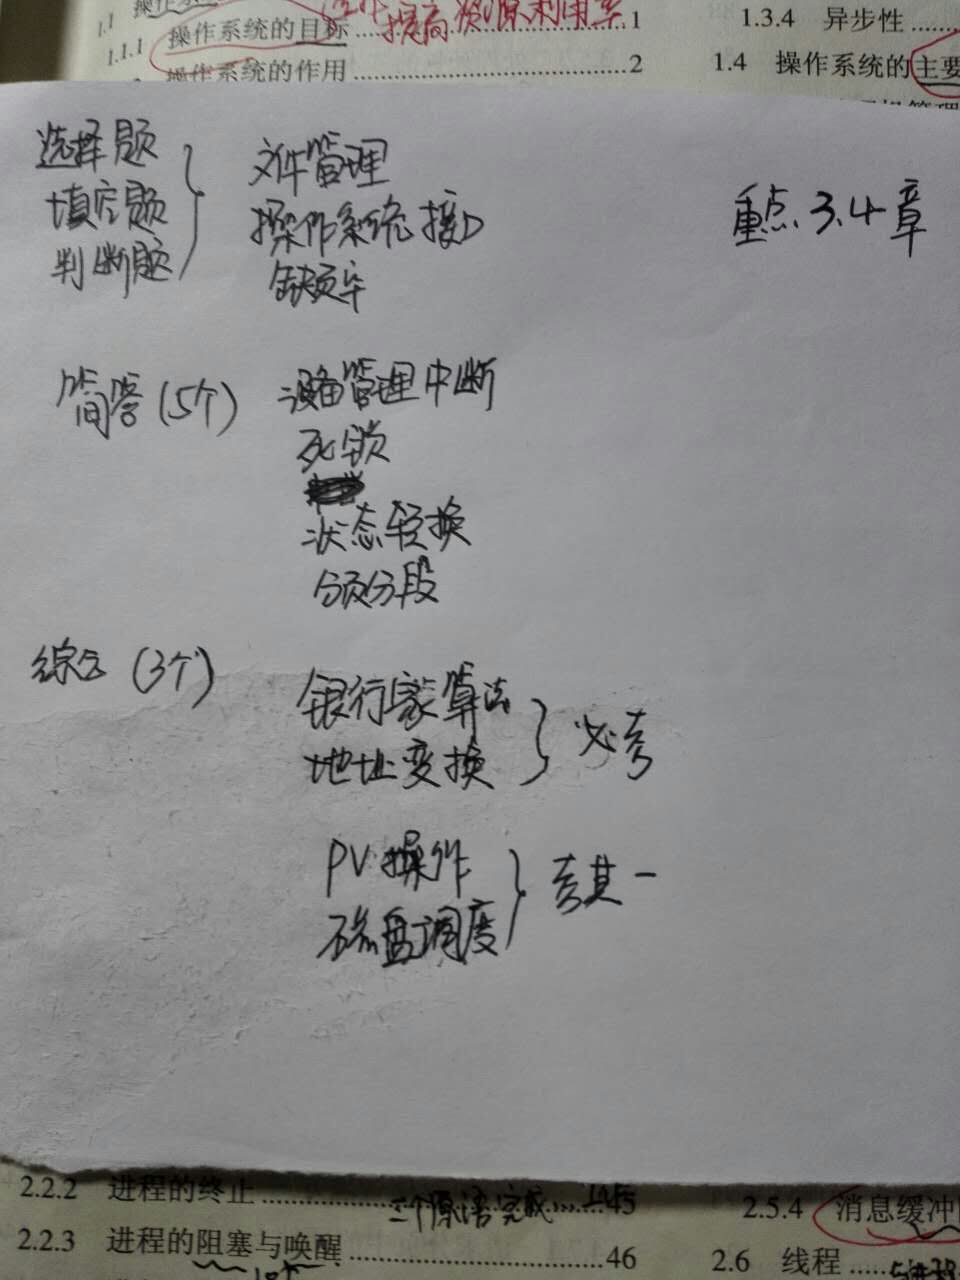 1.1 操作系
1.1.1 操作系统的目标 提高资源利用率 1
操作系统的作用 2
1.3.4 异步性
1.4 操作系统的主要
选择题
填空题
判断题
文件管理
操作系统接口
缺页率
重点3.4章
简答(5个)
设备管理中断
死锁
状态转换
分页分段
综合(3个)
银行家算法
地址变换
必考
PV操作
磁盘调度
考其一
2.2.2 进程的终止 三个原语完成 45
2.2.3 进程的阻塞与唤醒 46
2.5.4 消息缓冲
2.6 线程